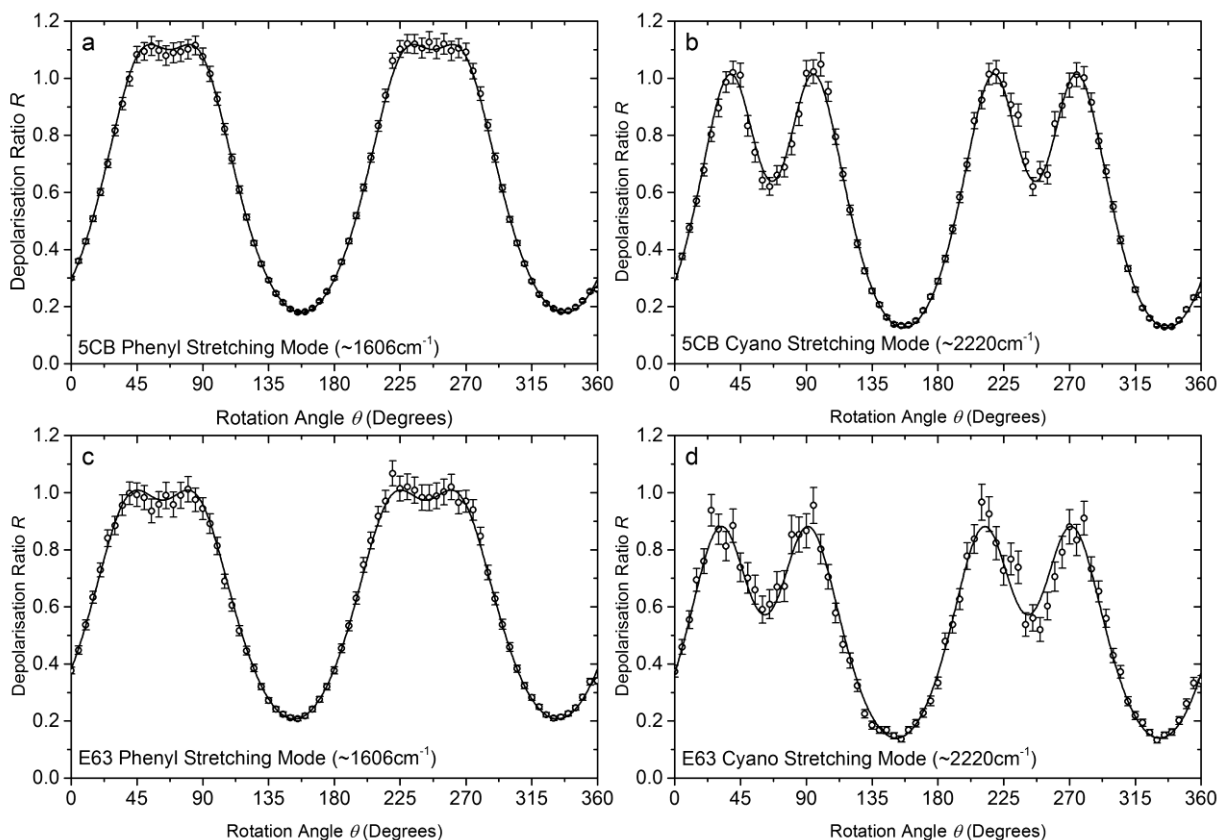 1.2
1.0
0.8
0.6
0.4
0.2
0.0
Depolarisation Ratio R
a
5CB Phenyl Stretching Mode (~1606cm⁻¹)
0 45 90 135 180 225 270 315 360
Rotation Angle θ (Degrees)
1.2
1.0
0.8
0.6
0.4
0.2
0.0
Depolarisation Ratio R
b
5CB Cyano Stretching Mode (~2220cm⁻¹)
0 45 90 135 180 225 270 315 360
Rotation Angle θ (Degrees)
1.2
1.0
0.8
0.6
0.4
0.2
0.0
Depolarisation Ratio R
c
E63 Phenyl Stretching Mode (~1606cm⁻¹)
0 45 90 135 180 225 270 315 360
Rotation Angle θ (Degrees)
1.2
1.0
0.8
0.6
0.4
0.2
0.0
Depolarisation Ratio R
d
E63 Cyano Stretching Mode (~2220cm⁻¹)
0 45 90 135 180 225 270 315 360
Rotation Angle θ (Degrees)